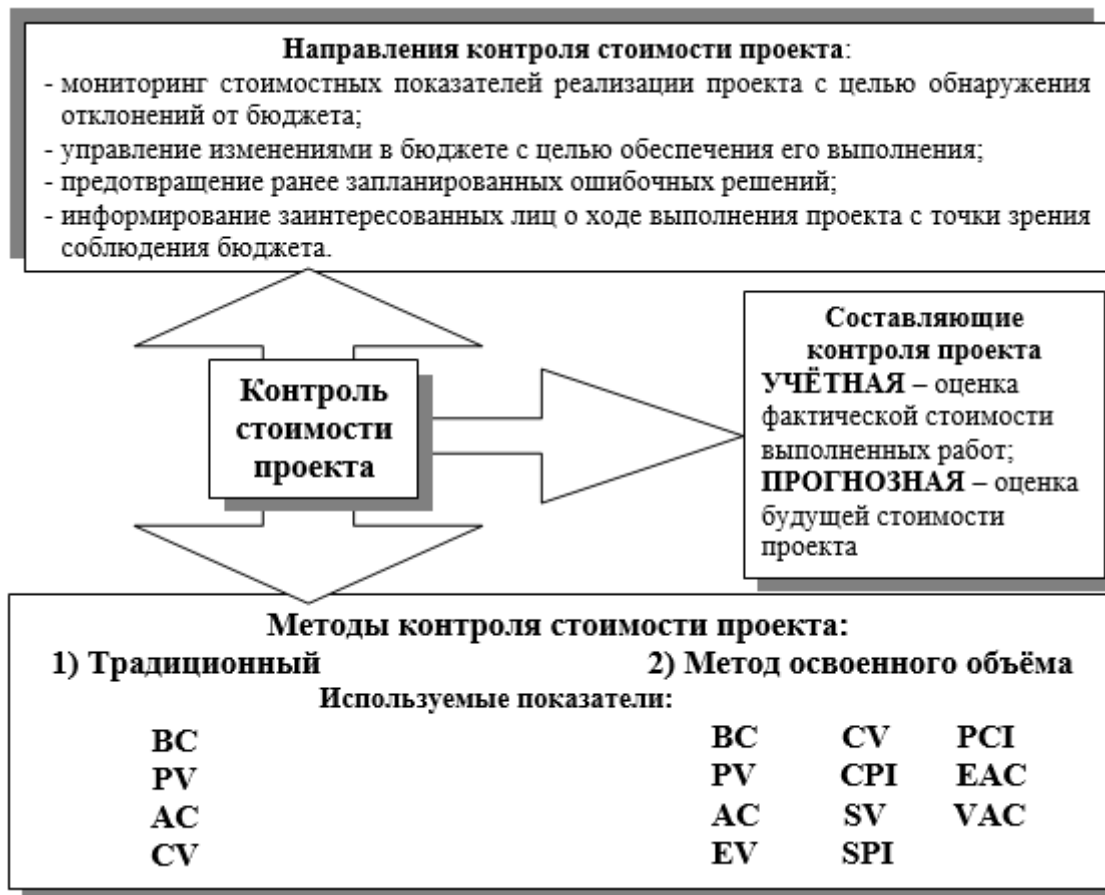 Направления контроля стоимости проекта:
- мониторинг стоимостных показателей реализации проекта с целью обнаружения
отклонений от бюджета;
- управление изменениями в бюджете с целью обеспечения его выполнения;
- предотвращение ранее запланированных ошибочных решений;
- информирование заинтересованных лиц о ходе выполнения проекта с точки зрения
соблюдения бюджета.
Контроль
стоимости
проекта
Составляющие
контроля проекта
УЧЁТНАЯ – оценка
фактической стоимости
выполненных работ;
ПРОГНОЗНАЯ – оценка
будущей стоимости
проекта
Методы контроля стоимости проекта:
1) Традиционный 2) Метод освоенного объёма
Используемые показатели:
BC BC CV PCI
PV PV CPI EAC
AC AC SV VAC
CV EV SPI